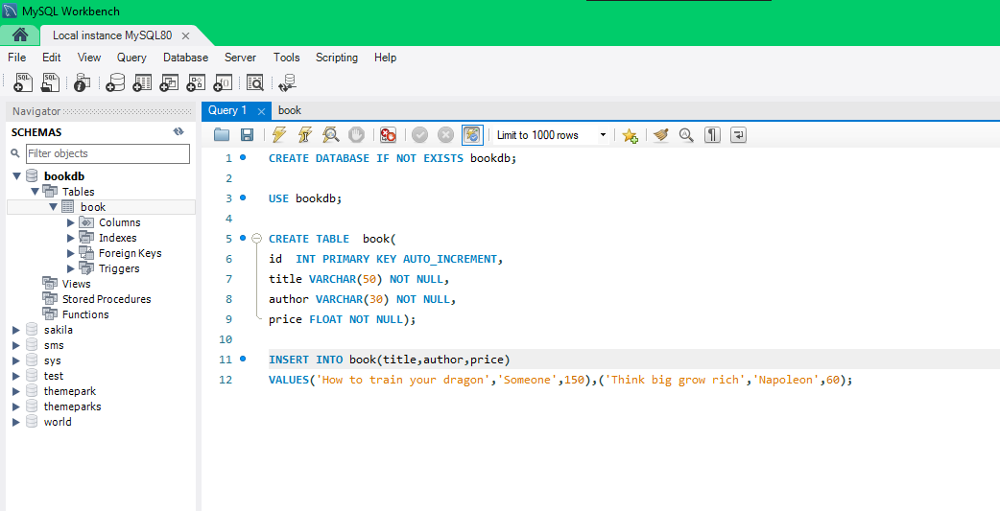 MySQL Workbench
Local instance MySQL80
File Edit View Query Database Server Tools Scripting Help
Navigator
SCHEMAS
Filter objects
bookdb
Tables
book
Columns
Indexes
Foreign Keys
Triggers
Views
Stored Procedures
Functions
sakila
sms
sys
test
themepark
themeparks
world
Query 1 book
Limit to 1000 rows
1 CREATE DATABASE IF NOT EXISTS bookdb;
2
3 USE bookdb;
4
5 CREATE TABLE  book(
6 id  INT PRIMARY KEY AUTO_INCREMENT,
7 title VARCHAR(50) NOT NULL,
8 author VARCHAR(30) NOT NULL,
9 price FLOAT NOT NULL);
10
11 INSERT INTO book(title,author,price)
12 VALUES('How to train your dragon','Someone',150),('Think big grow rich','Napoleon',60);